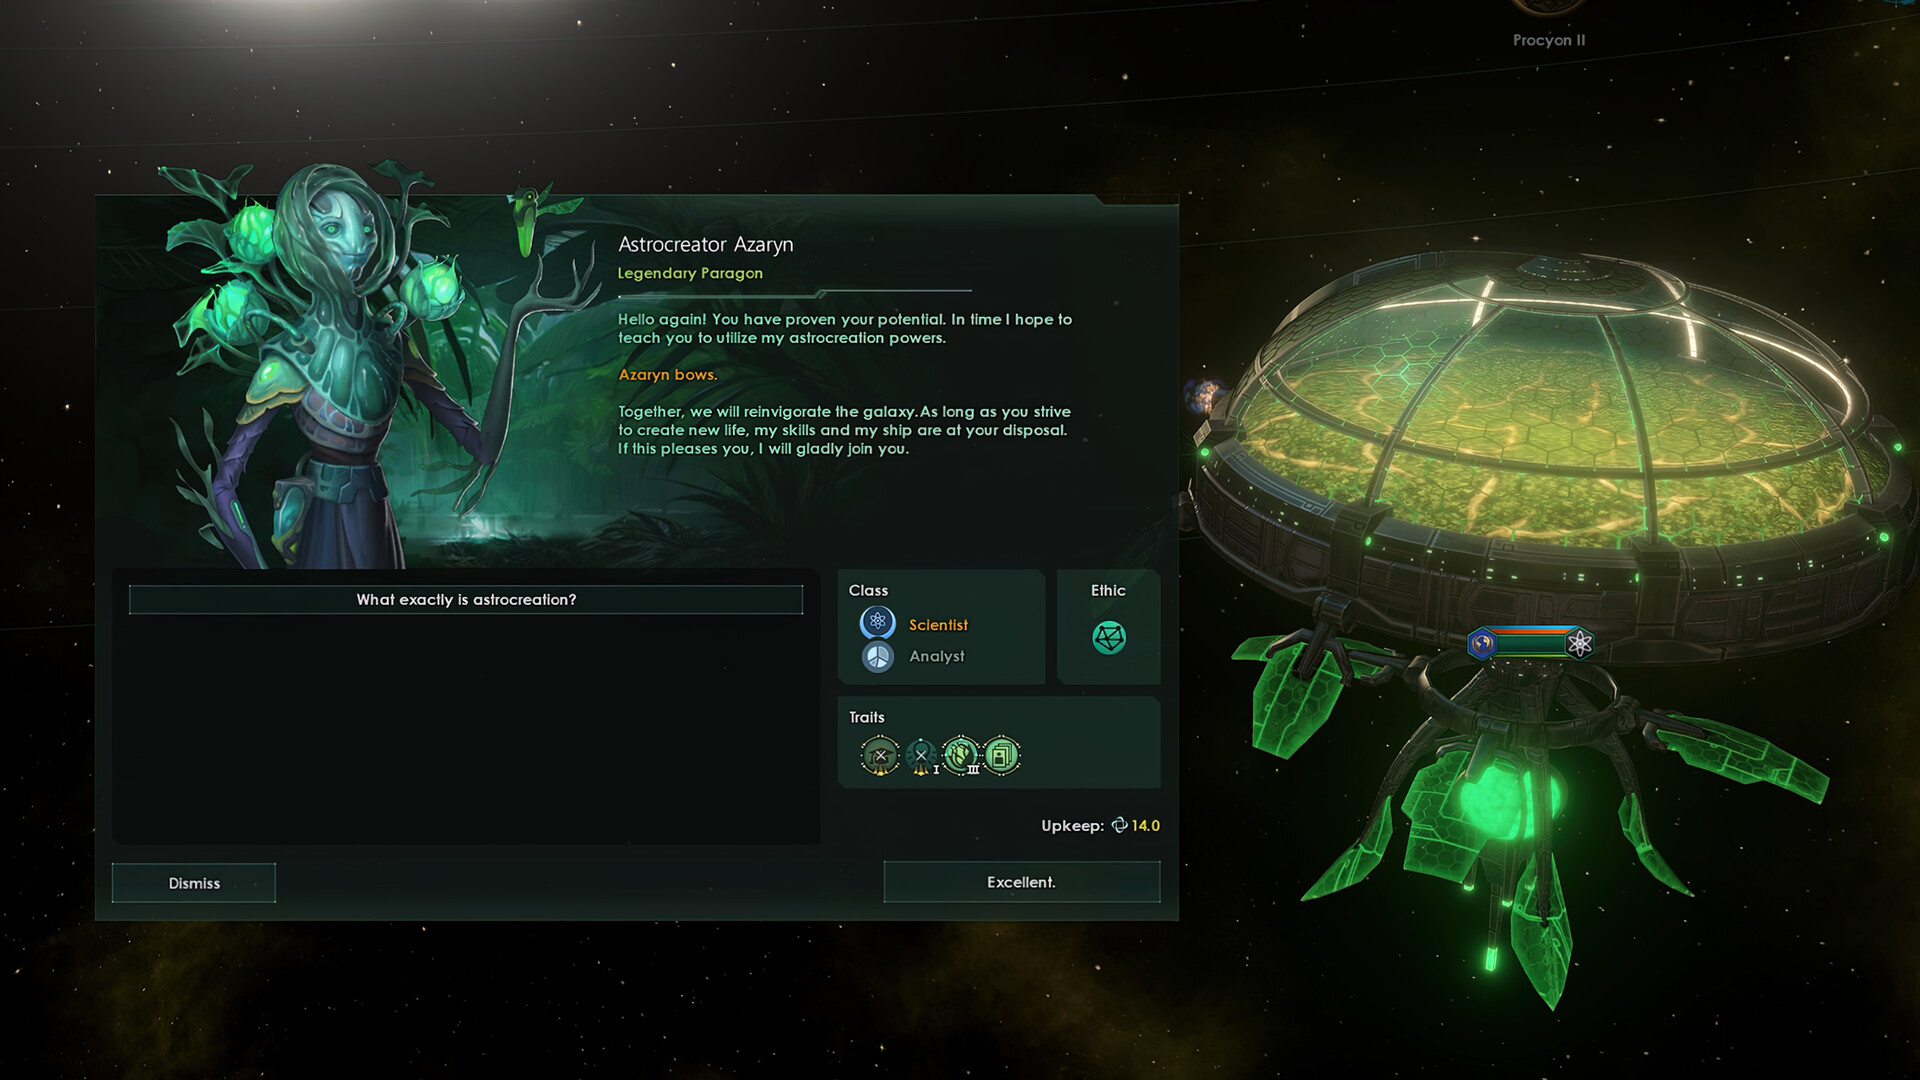 Procyon II
Astrocreator Azaryn
Legendary Paragon
Hello again! You have proven your potential. In time I hope to
teach you to utilize my astrocreation powers.
Azaryn bows.
Together, we will reinvigorate the galaxy.As long as you strive
to create new life, my skills and my ship are at your disposal.
If this pleases you, I will gladly join you.
What exactly is astrocreation?
Class
Scientist
Analyst
Ethic
Traits
I
III
Upkeep: 14.0
Dismiss
Excellent.